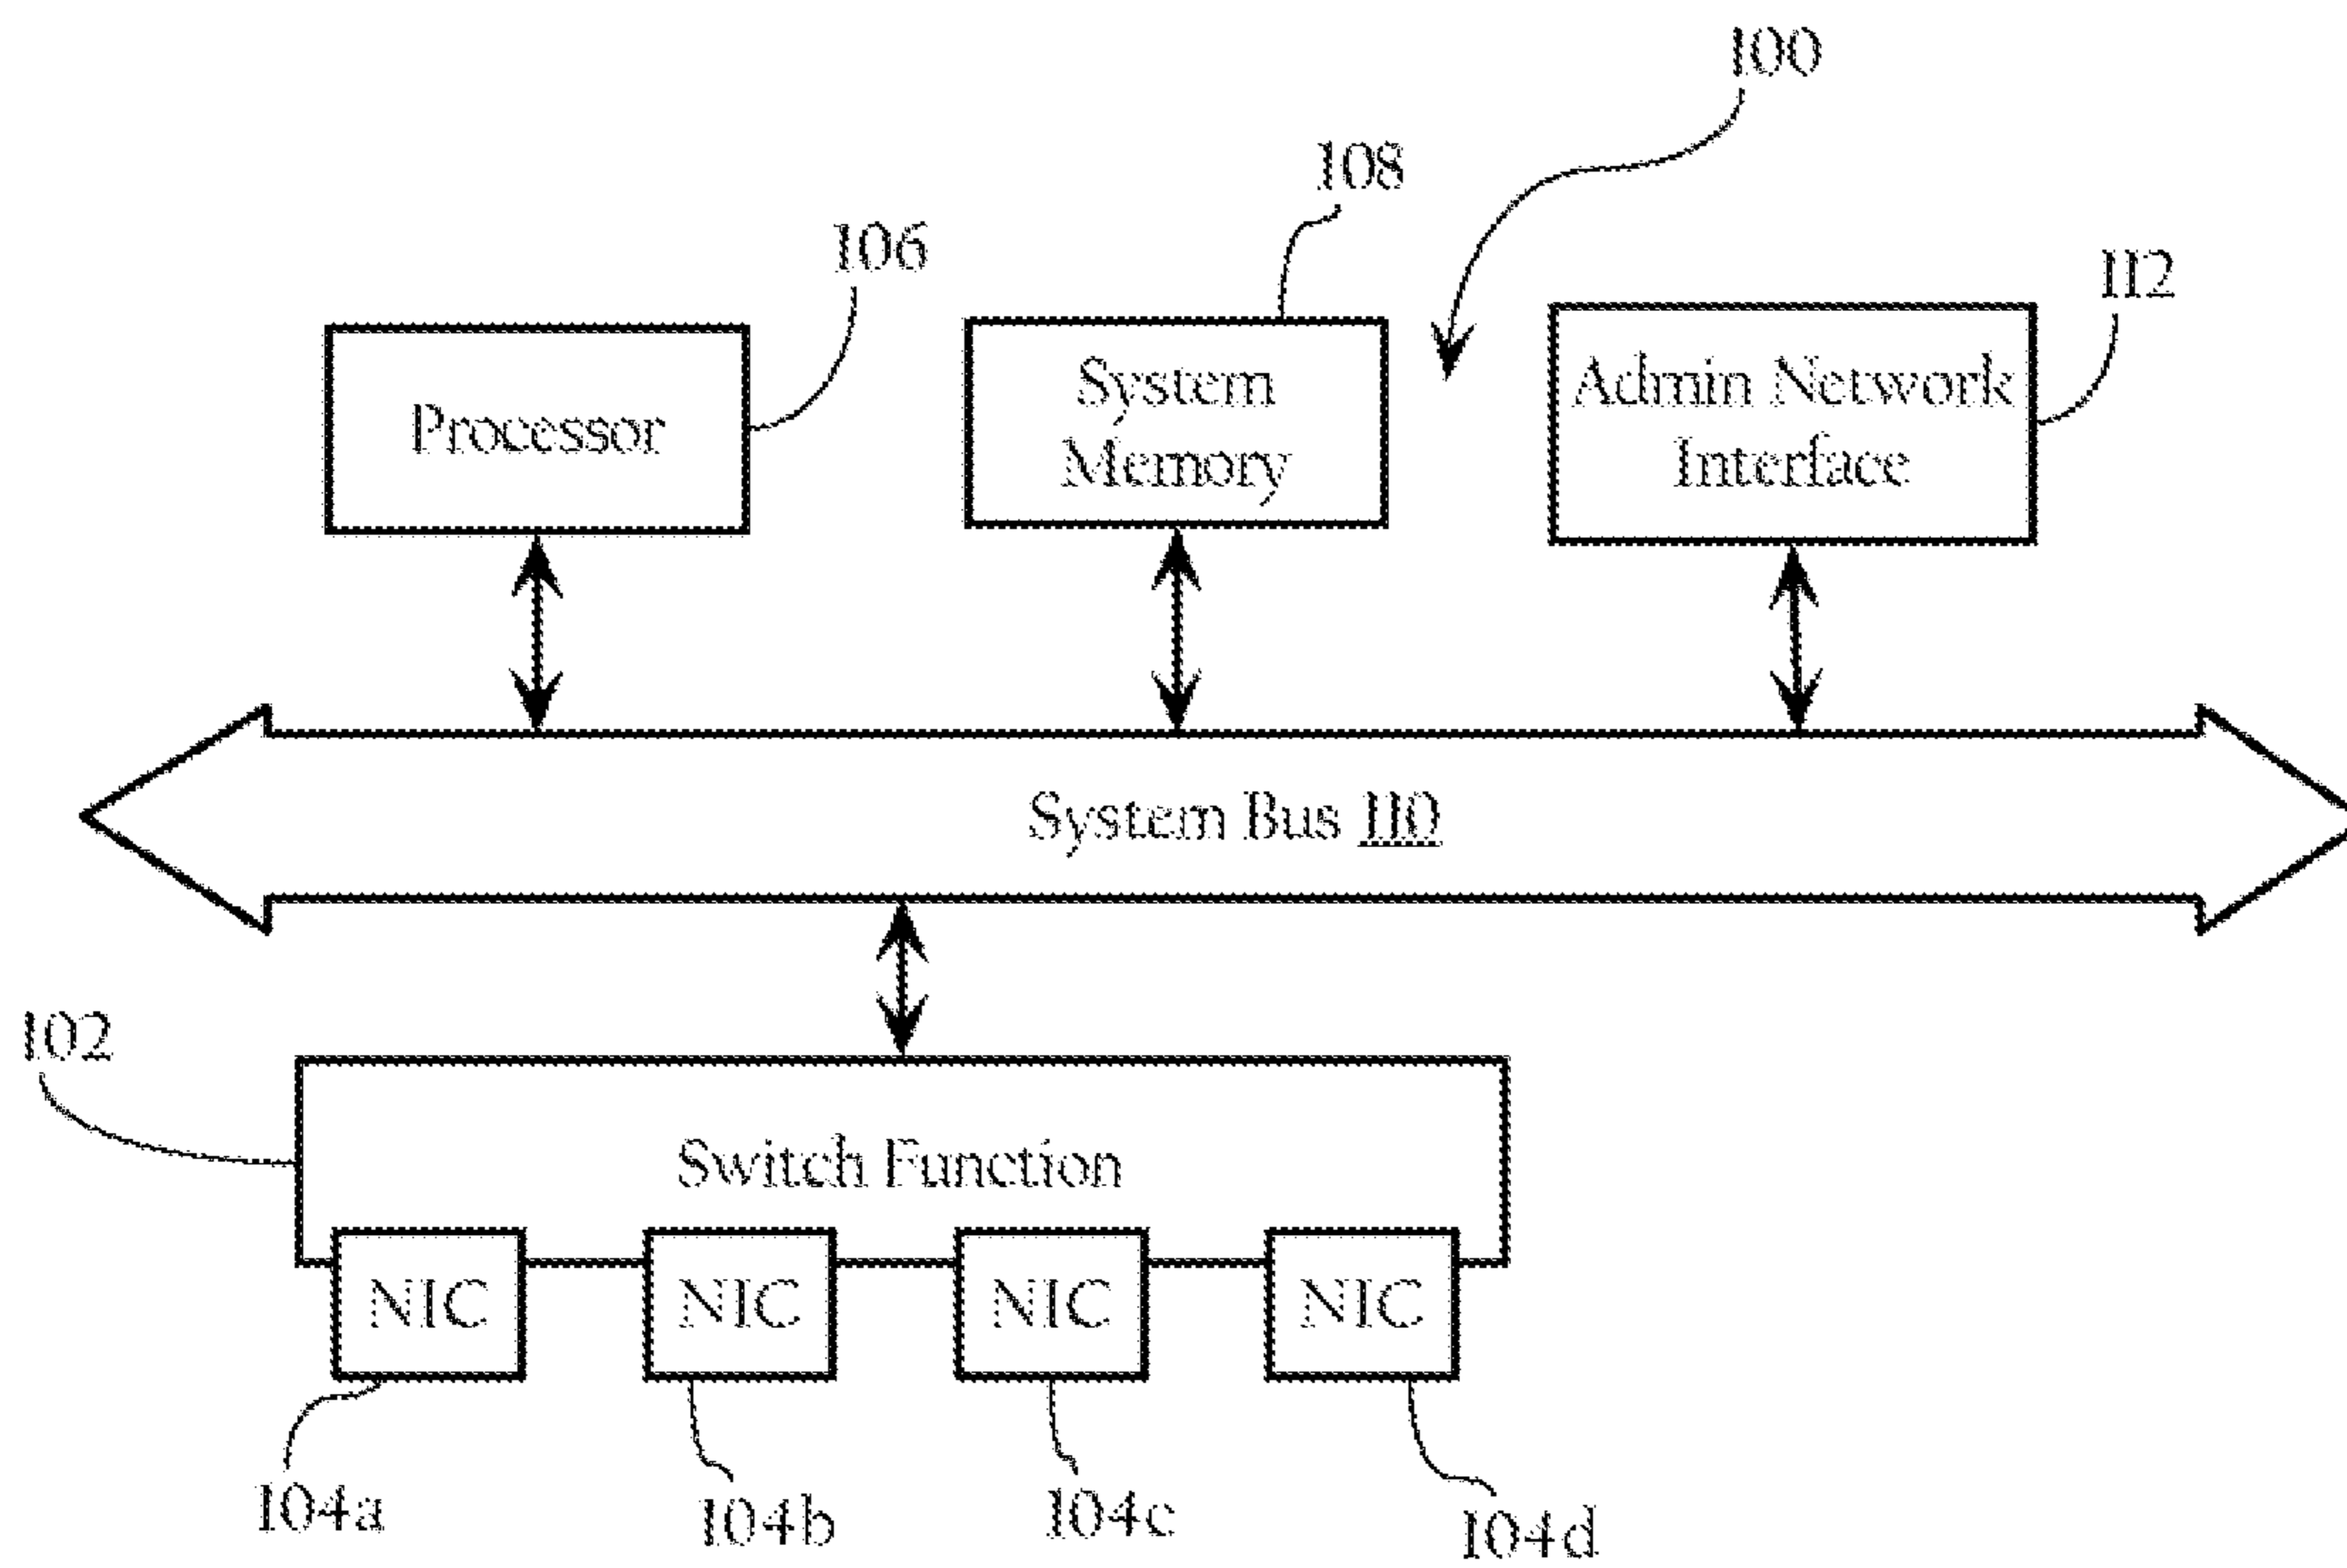 100
108
106
112
Processor
System
Memory
Admin Network
Interface
System Bus 110
102
Switch Function
NIC
NIC
NIC
NIC
104a
104b
104c
104d